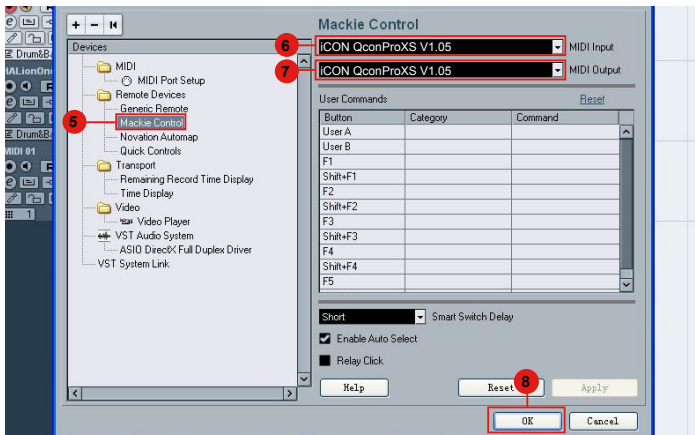 Mackie Control
Devices
MIDI
MIDI Port Setup
Remote Devices
Generic Remote
5
Mackie Control
Novation Automap
Quick Controls
Transport
Remaining Record Time Display
Time Display
Video
Video Player
VST Audio System
ASIO DirectX Full Duplex Driver
VST System Link
6
iCON QconProXS V1.05
MIDI Input
7
iCON QconProXS V1.05
MIDI Output
User Commands
Reset
Button Category Command
User A
User B
F1
Shift+F1
F2
Shift+F2
F3
Shift+F3
F4
Shift+F4
F5
Short
Smart Switch Delay
Enable Auto Select
Relay Click
Help
Reset
8
Apply
OK
Cancel
Drum&B
HALionOn
Drum&B
MIDI 01
1